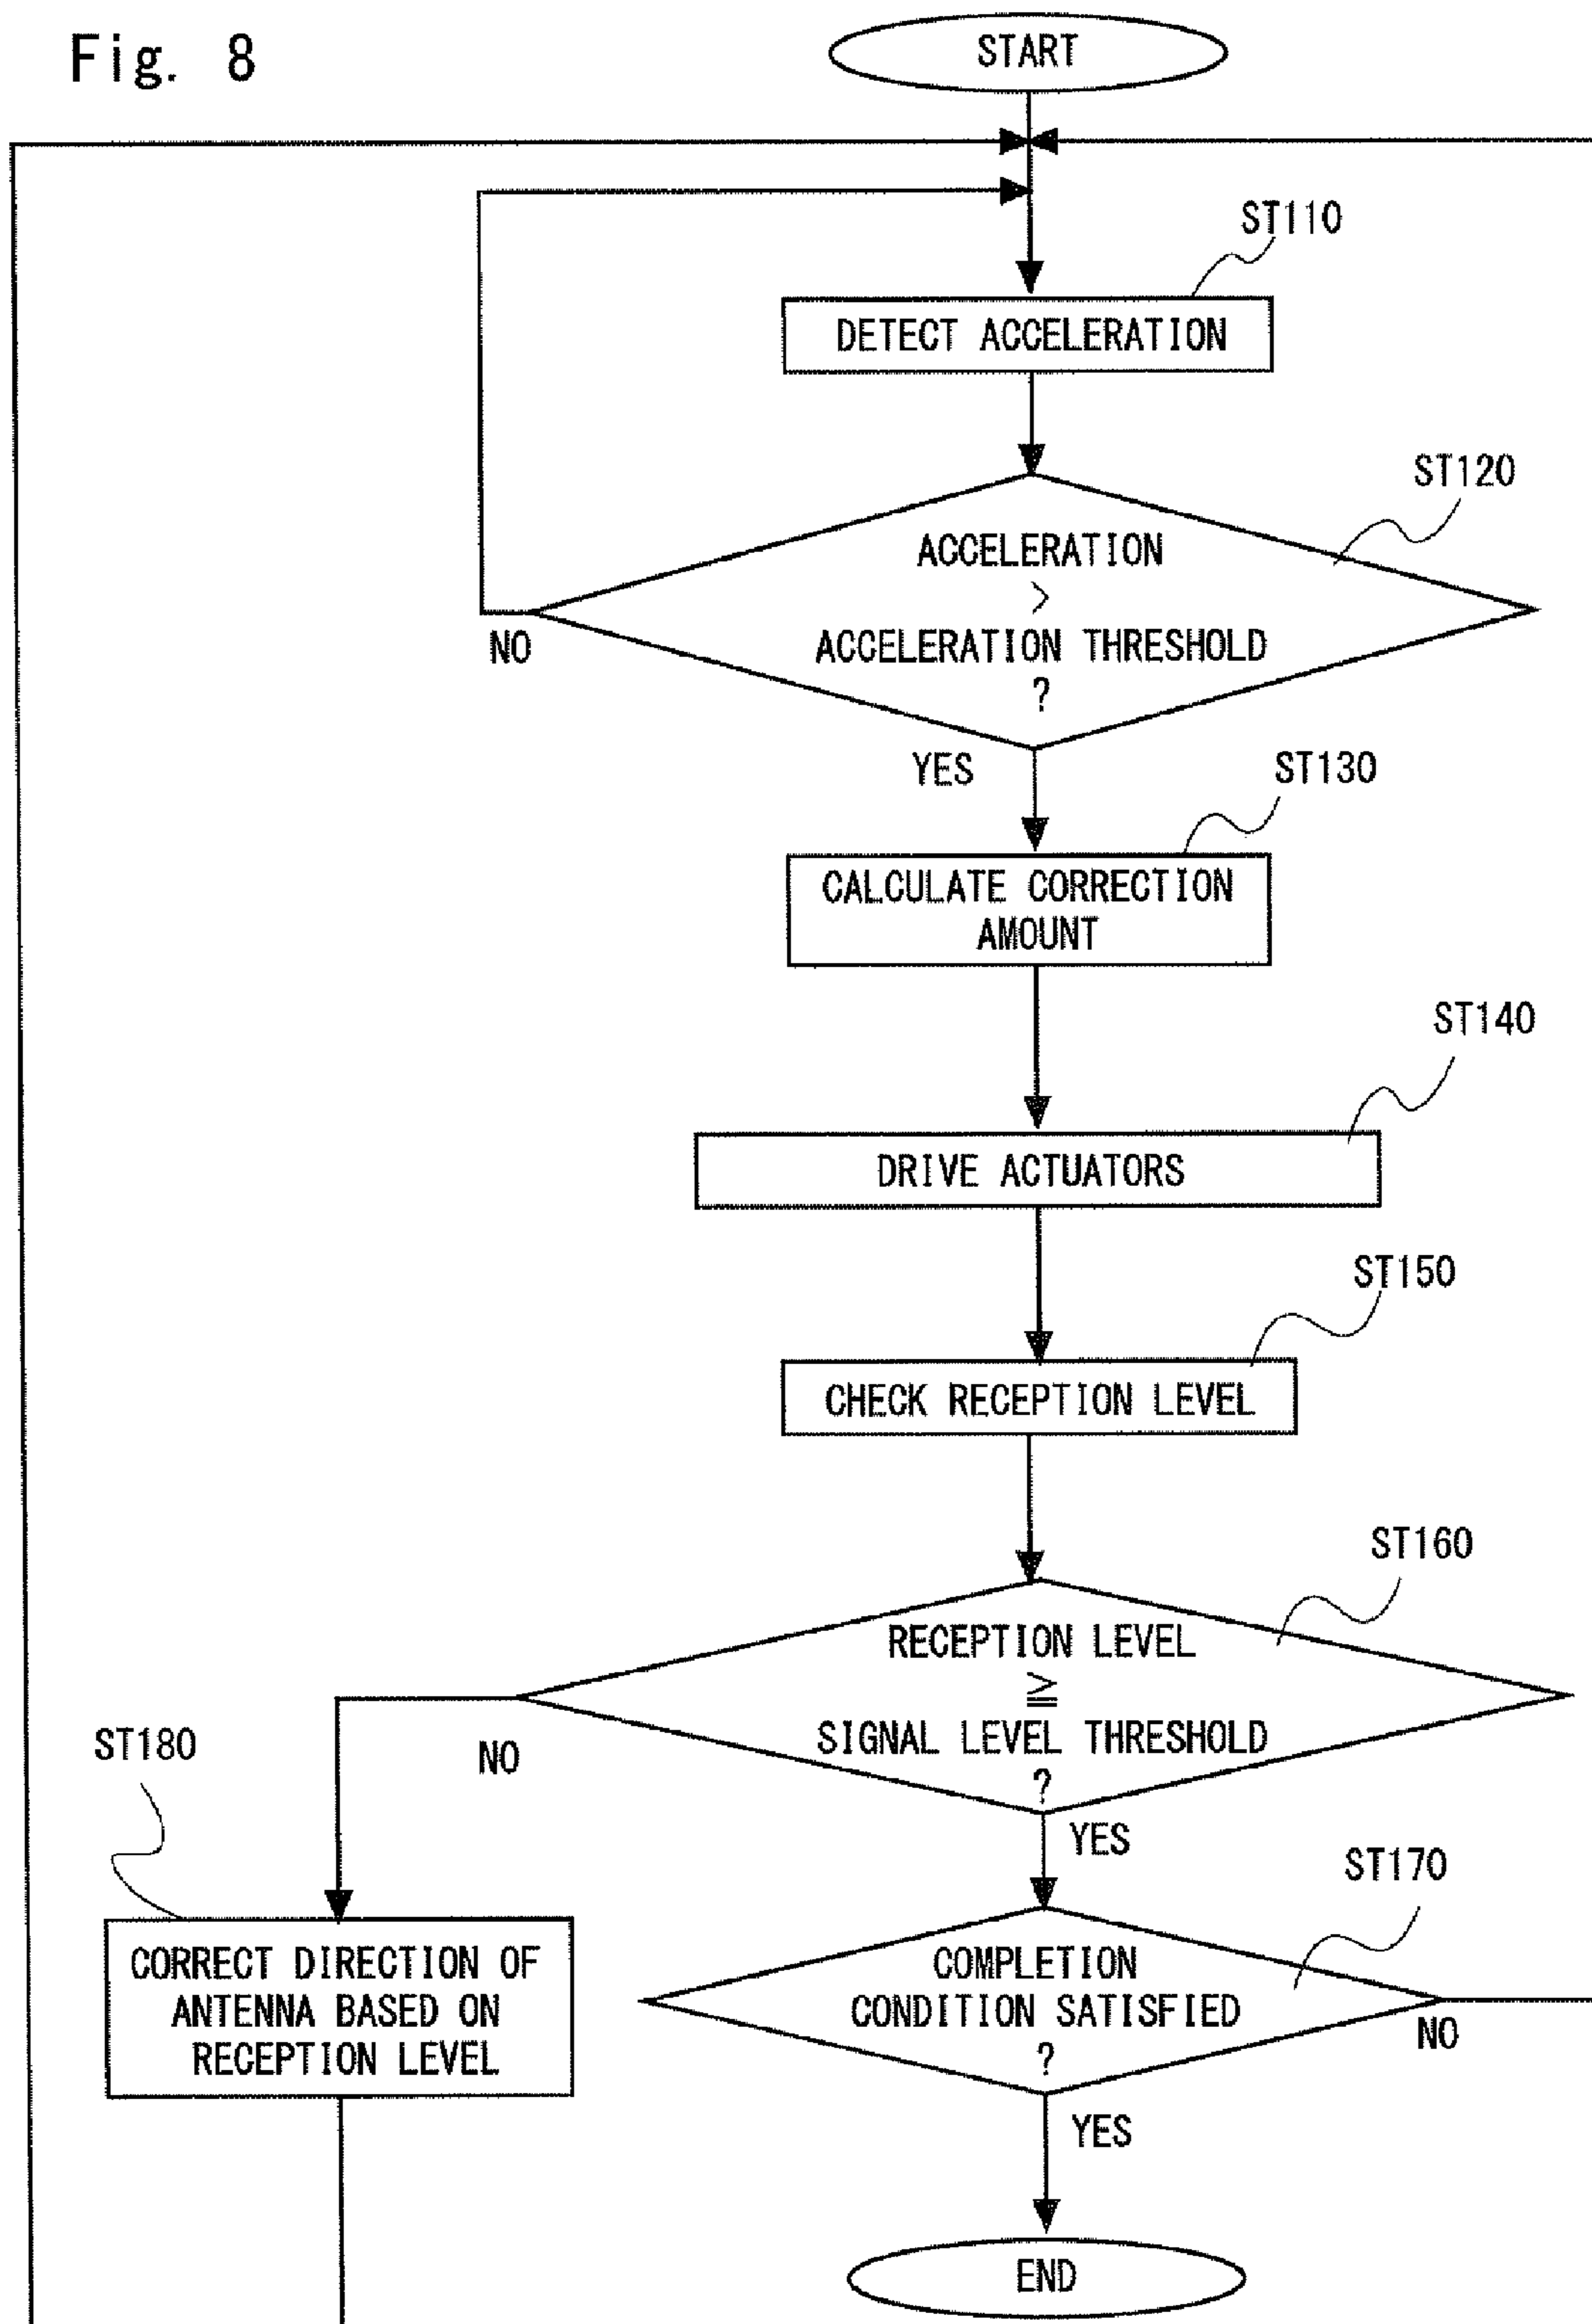 Fig. 8
START
ST110
DETECT ACCELERATION
ST120
ACCELERATION
>
ACCELERATION THRESHOLD
?
NO
YES
ST130
CALCULATE CORRECTION
AMOUNT
ST140
DRIVE ACTUATORS
ST150
CHECK RECEPTION LEVEL
ST160
RECEPTION LEVEL
≧
SIGNAL LEVEL THRESHOLD
?
NO
YES
ST180
CORRECT DIRECTION OF
ANTENNA BASED ON
RECEPTION LEVEL
ST170
COMPLETION
CONDITION SATISFIED
?
NO
YES
END